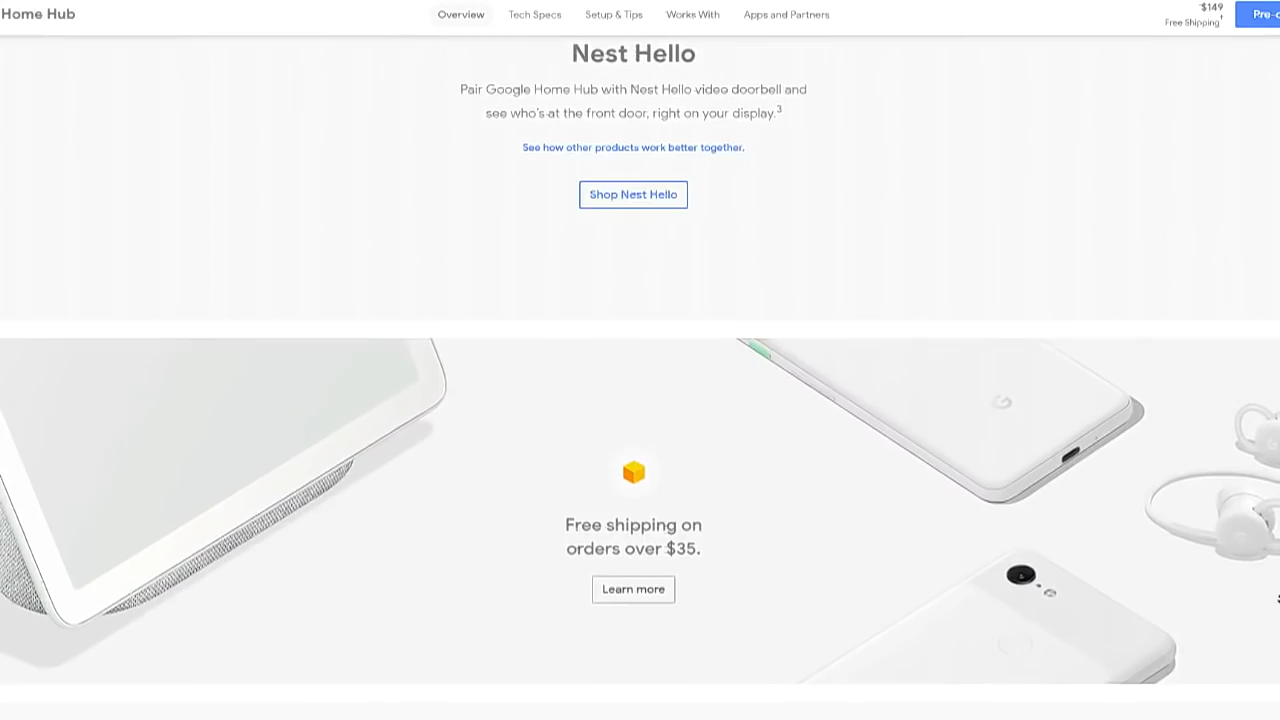 Home Hub
Overview Tech Specs Setup & Tips Works With Apps and Partners
$149
Free Shipping†
Nest Hello
Pair Google Home Hub with Nest Hello video doorbell and
see who's at the front door, right on your display.3
See how other products work better together.
Shop Nest Hello
G
Free shipping on
orders over $35.
Learn more
G